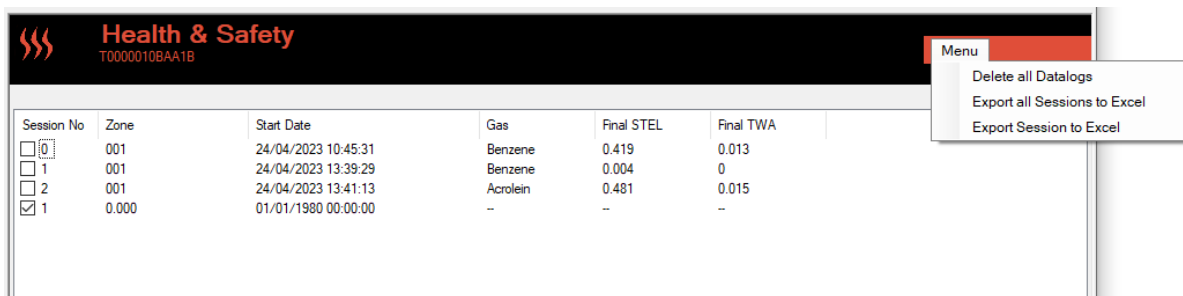 Health & Safety
T0000010BAA1B
Menu
Delete all Datalogs
Export all Sessions to Excel
Export Session to Excel
Session No Zone Start Date Gas Final STEL Final TWA
0 001 24/04/2023 10:45:31 Benzene 0.419 0.013
1 001 24/04/2023 13:39:29 Benzene 0.004 0
2 001 24/04/2023 13:41:13 Acrolein 0.481 0.015
1 0.000 01/01/1980 00:00:00 -- -- --